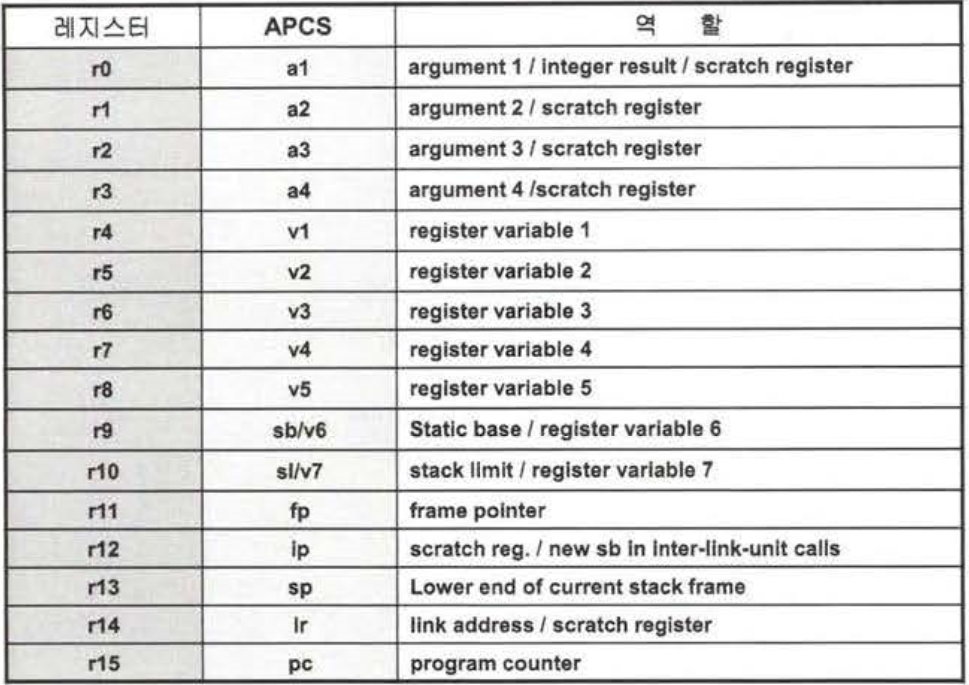 레지스터 APCS 역 할
r0 a1 argument 1 / integer result / scratch register
r1 a2 argument 2 / scratch register
r2 a3 argument 3 / scratch register
r3 a4 argument 4 /scratch register
r4 v1 register variable 1
r5 v2 register variable 2
r6 v3 register variable 3
r7 v4 register variable 4
r8 v5 register variable 5
r9 sb/v6 Static base / register variable 6
r10 sl/v7 stack limit / register variable 7
r11 fp frame pointer
r12 ip scratch reg. / new sb in inter-link-unit calls
r13 sp Lower end of current stack frame
r14 lr link address / scratch register
r15 pc program counter